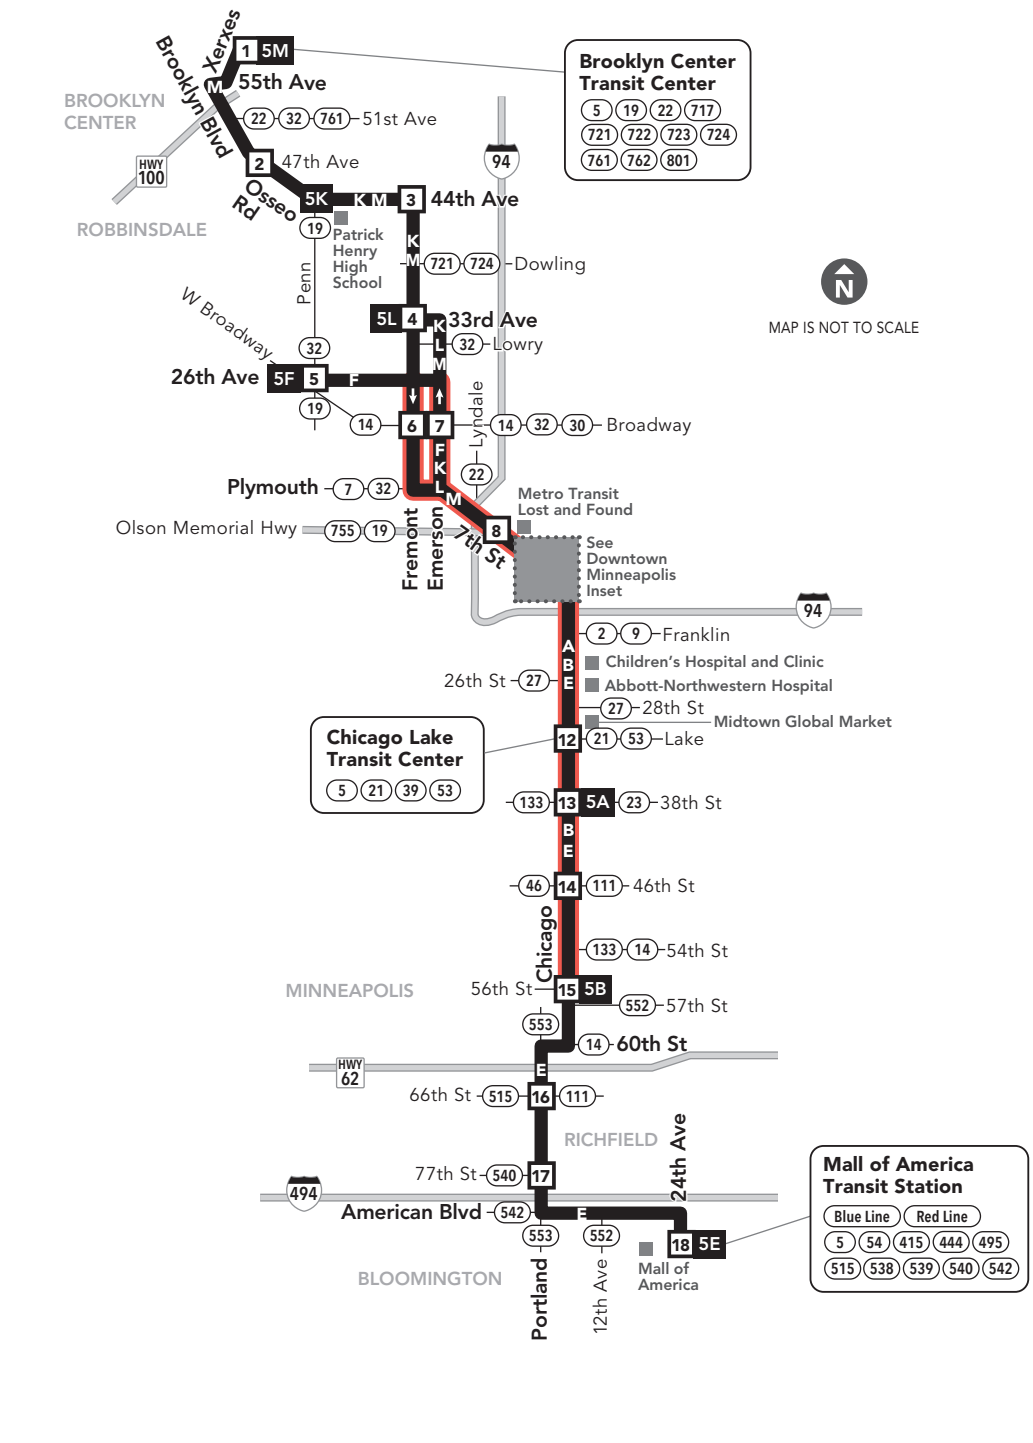 Xerxes
1 5M
Brooklyn Center
Transit Center
5 19 22 717
721 722 723 724
761 762 801
Brooklyn Blvd
M
55th Ave
BROOKLYN
CENTER
22 32 761 51st Ave
HWY
100
2 47th Ave
94
Osseo
Rd
5K K M 3 44th Ave
ROBBINSDALE
19
Patrick
Henry
High
School
K
M
721 724 Dowling
Penn
N
MAP IS NOT TO SCALE
W Broadway
5L 4 33rd Ave
K
L
M
32 Lowry
32
26th Ave 5F 5 F
19
14
6 7
Lyndale
14 32 30 Broadway
F
K
L
M
22
Plymouth 7 32
Metro Transit
Lost and Found
Olson Memorial Hwy 755 19
8
7th St
Fremont
Emerson
See
Downtown
Minneapolis
Inset
94
2 9 Franklin
A
B
E
Children's Hospital and Clinic
26th St 27
Abbott-Northwestern Hospital
27 28th St
Midtown Global Market
Chicago Lake
Transit Center
5 21 39 53
12 21 53 Lake
133 13 5A 23 38th St
B
E
46 14 111 46th St
Chicago
133 14 54th St
MINNEAPOLIS
56th St 15 5B
552 57th St
553
14 60th St
HWY
62
E
66th St 515 16 111
RICHFIELD
24th Ave
77th St 540 17
494
American Blvd 542
E
553 552
18 5E
Mall of
America
Mall of America
Transit Station
Blue Line Red Line
5 54 415 444 495
515 538 539 540 542
BLOOMINGTON
Portland
12th Ave